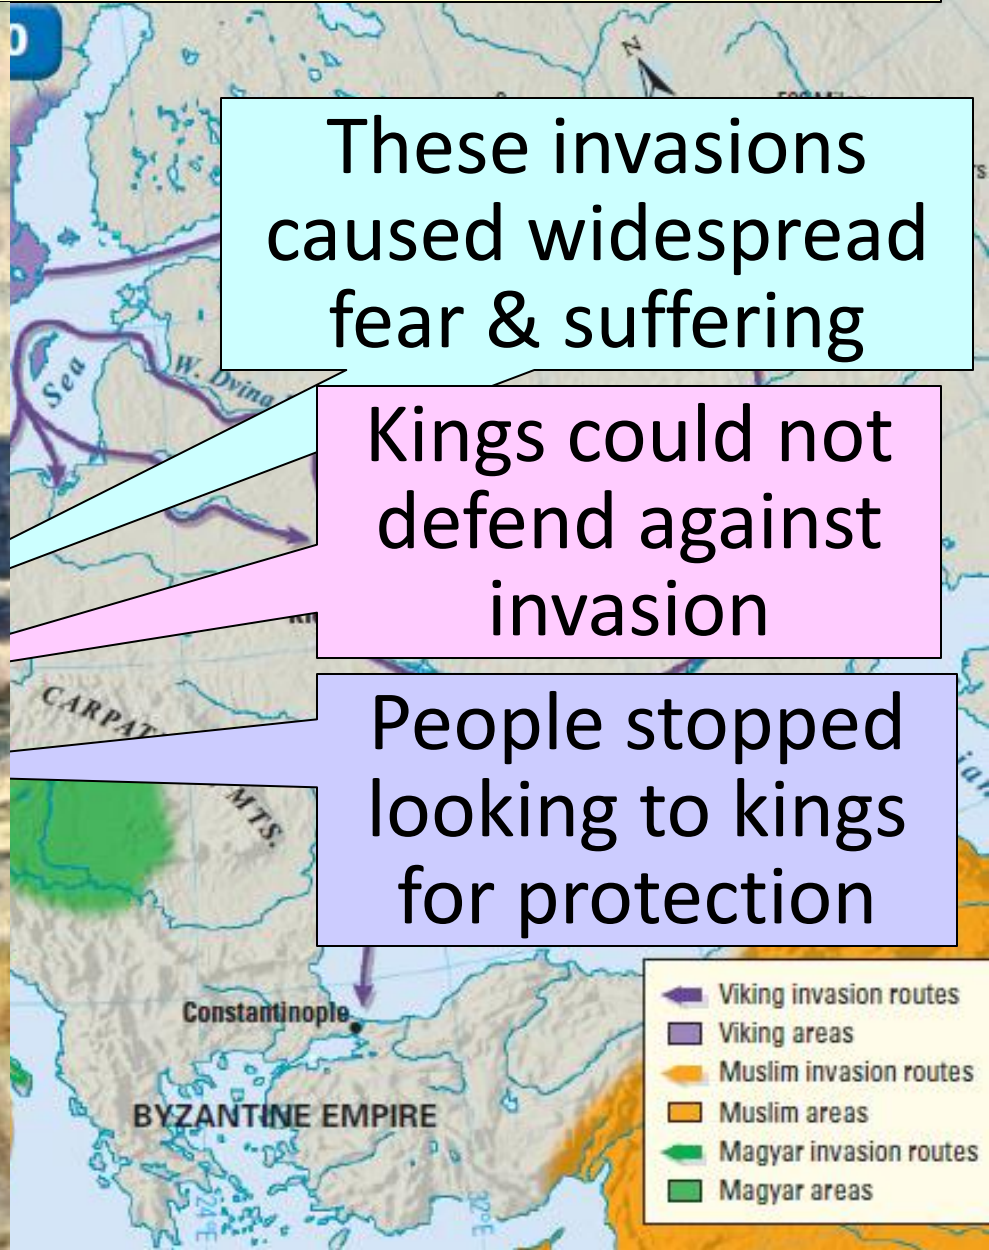 N
These invasions
caused widespread
fear & suffering
Sea
W. Dvina
Kings could not
defend against
invasion
CARPAT
MTS.
People stopped
looking to kings
for protection
Constantinople
BYZANTINE EMPIRE
24°E
32°E
Viking invasion routes
Viking areas
Muslim invasion routes
Muslim areas
Magyar invasion routes
Magyar areas